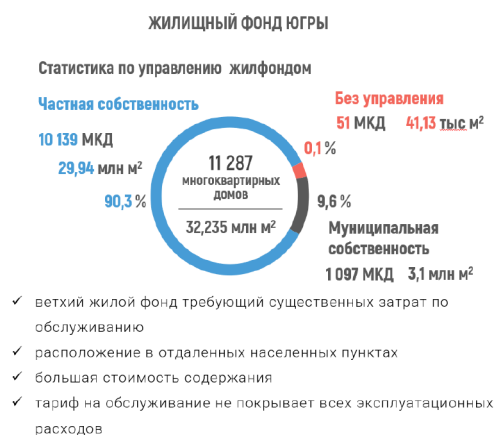 ЖИЛИЩНЫЙ ФОНД ЮГРЫ
Статистика по управлению жилфондом
Частная собственность
10 139 МКД
29,94 млн м²
90,3 %
11 287
многоквартирных
домов
32,235 млн м²
Без управления
51 МКД 41,13 тыс м²
0,1 %
9,6 %
Муниципальная
собственность
1 097 МКД 3,1 млн м²
✓ ветхий жилой фонд требующий существенных затрат по
обслуживанию
✓ расположение в отдаленных населенных пунктах
✓ большая стоимость содержания
✓ тариф на обслуживание не покрывает всех эксплуатационных
расходов